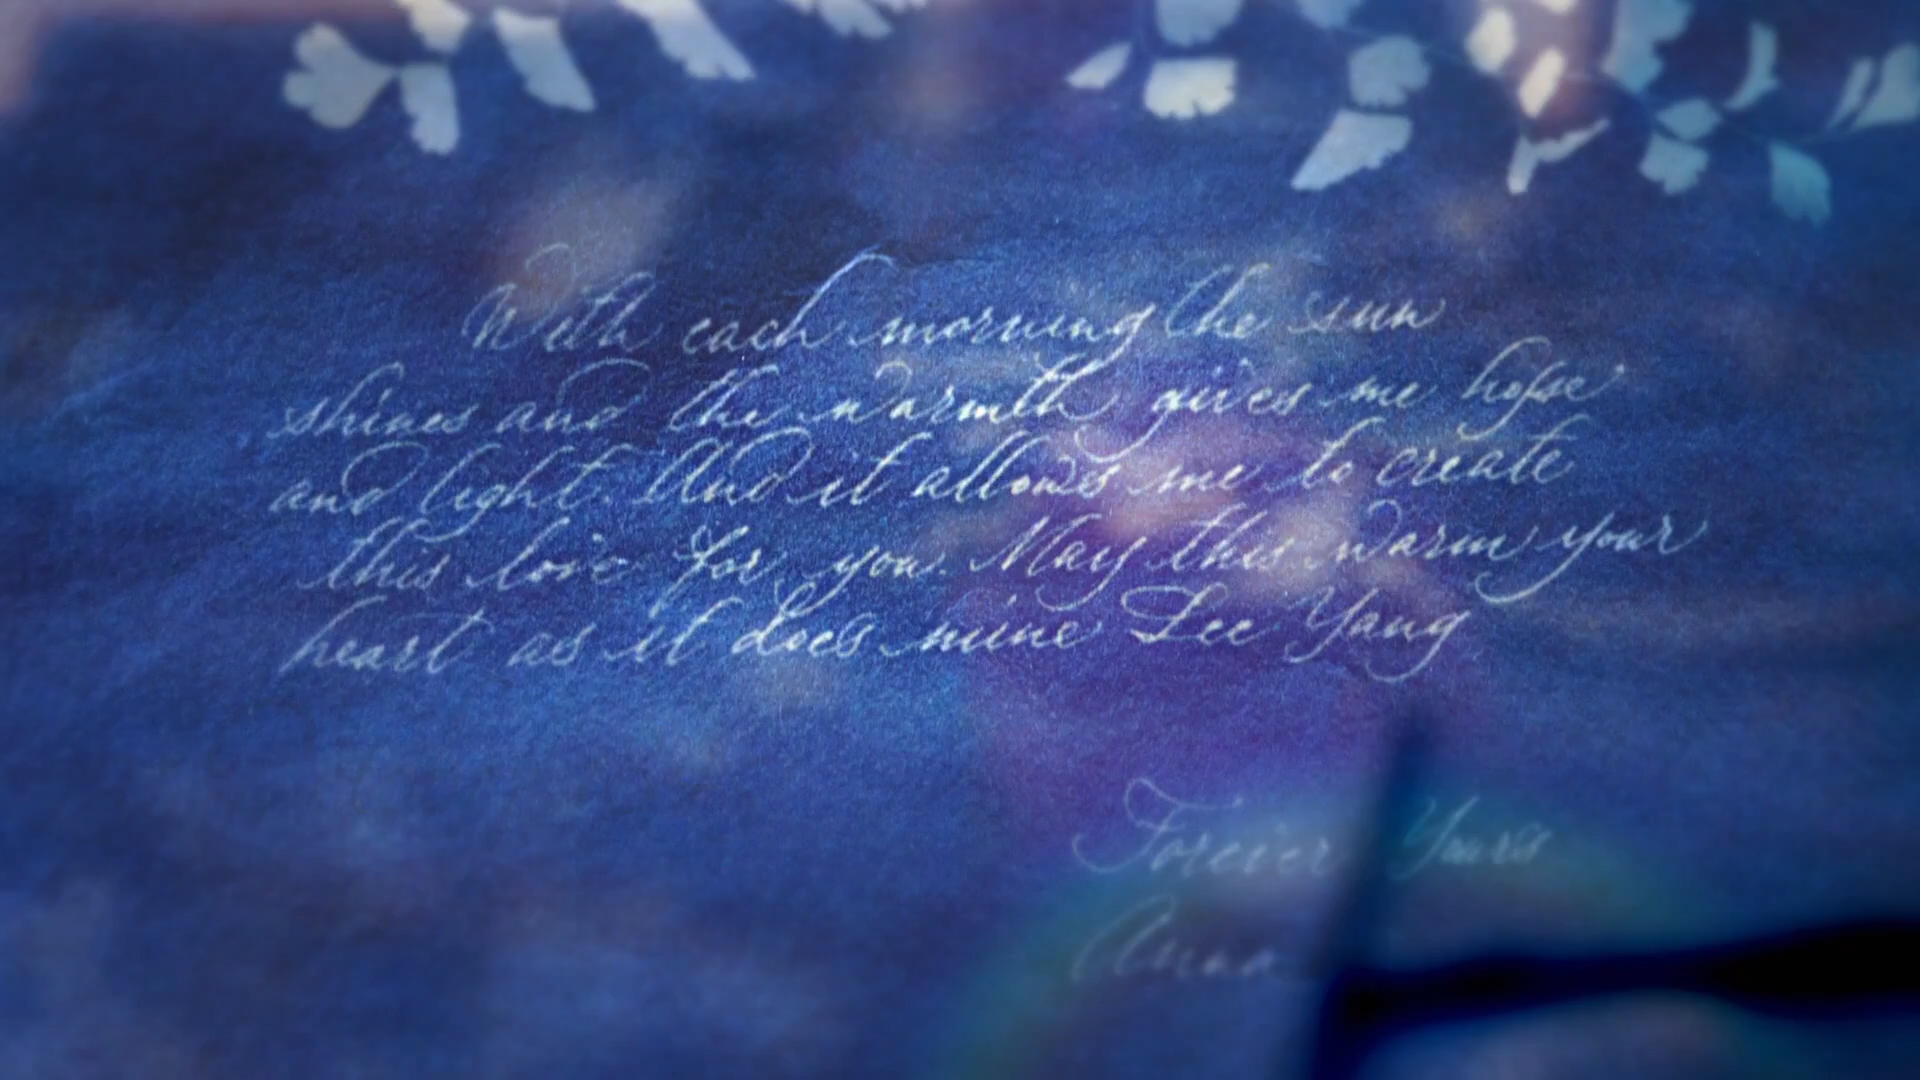 With each morning the sun
shines and the warmth gives me hope
and light. And it allows me to create
this love for you. May this warm your
heart as it does mine Lee Yang
Forever Yours
Anna